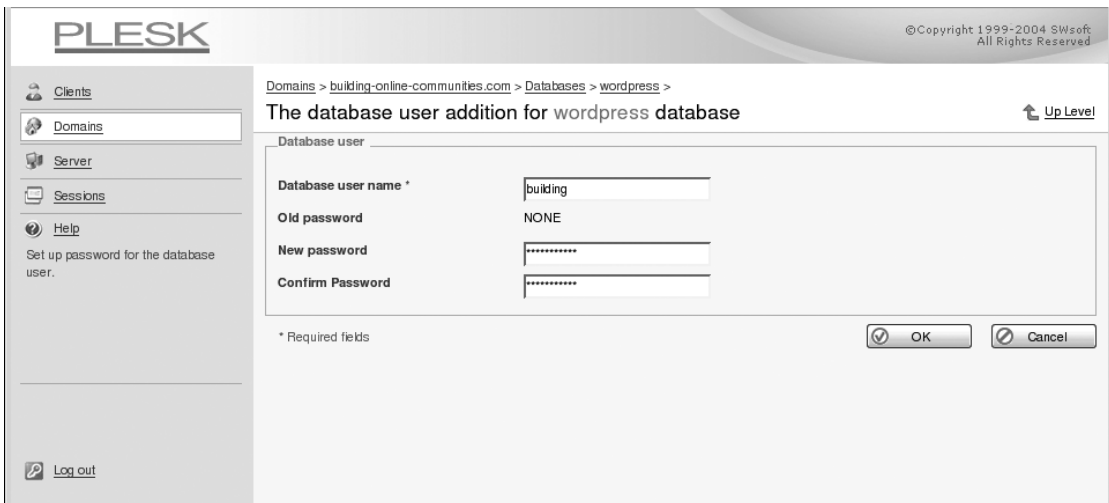 PLESK
©Copyright 1999-2004 SWsoft
All Rights Reserved
Clients
Domains
Server
Sessions
Help
Set up password for the database
user.
Log out
Domains > building-online-communities.com > Databases > wordpress >
The database user addition for wordpress database
Up Level
Database user
Database user name *
building
Old password
NONE
New password
***********
Confirm Password
***********
* Required fields
OK
Cancel